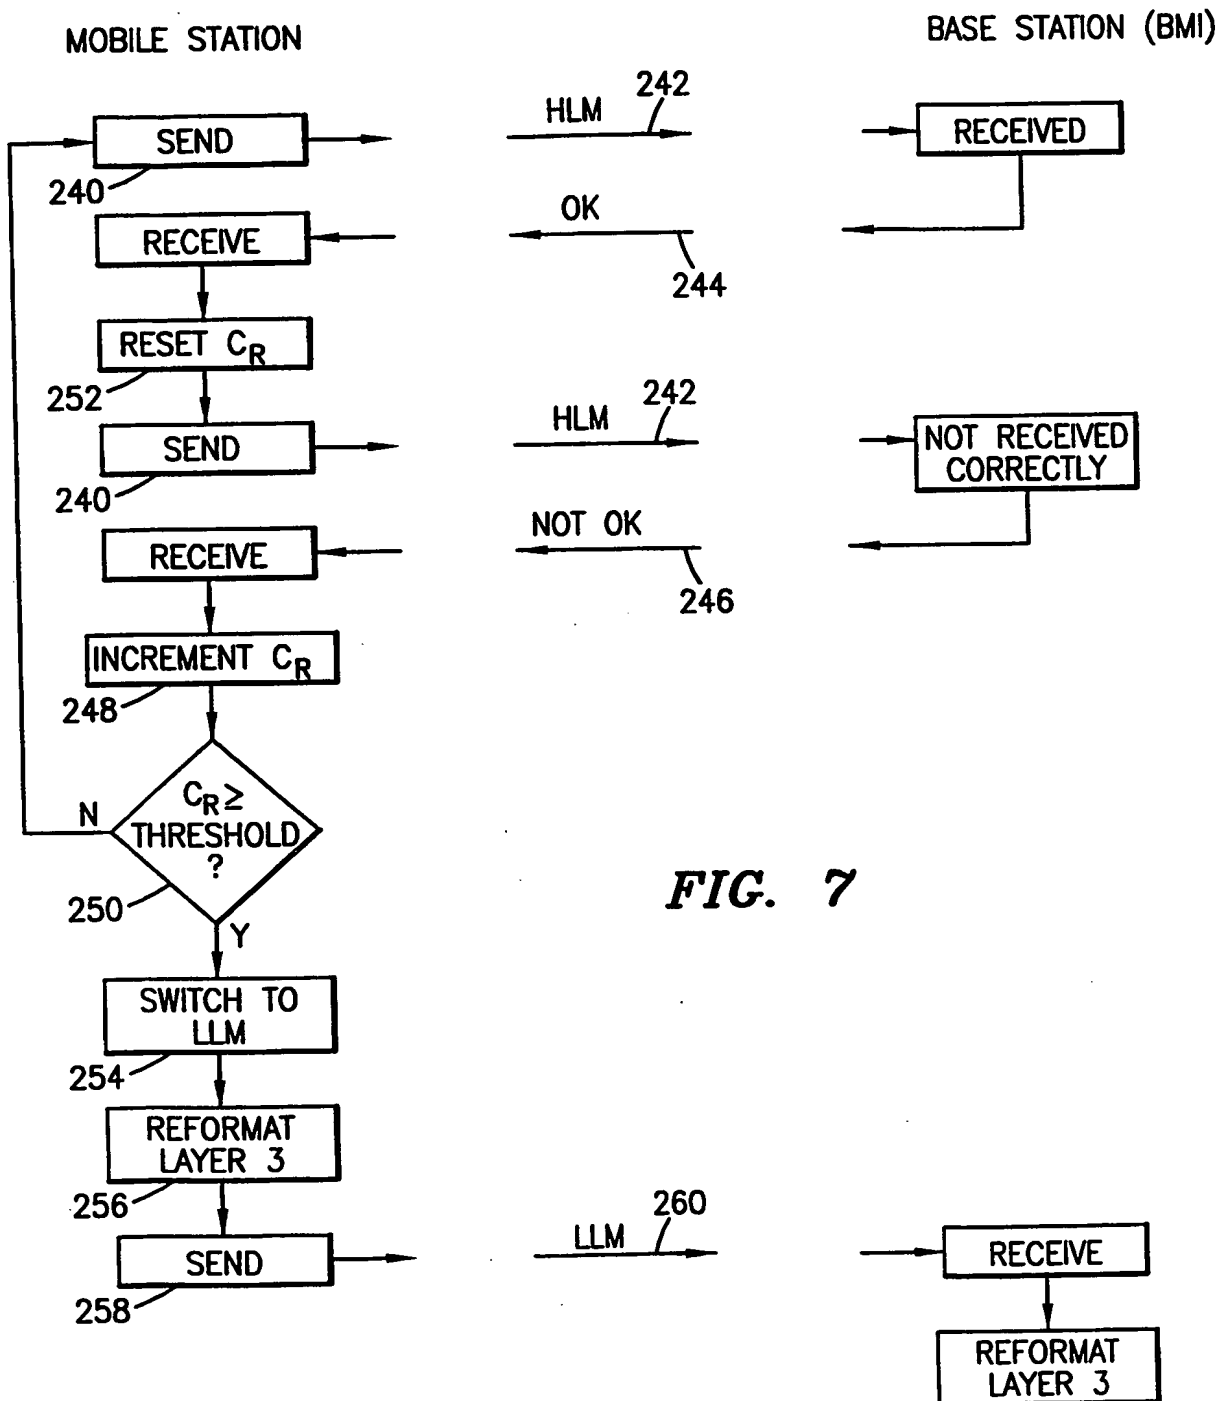 MOBILE STATION
BASE STATION (BMI)
SEND
240
HLM
242
RECEIVED
RECEIVE
OK
244
RESET CR
252
SEND
240
HLM
242
NOT RECEIVED
CORRECTLY
RECEIVE
NOT OK
246
INCREMENT CR
248
CR ≥
THRESHOLD
?
N
250
Y
FIG. 7
SWITCH TO
LLM
254
REFORMAT
LAYER 3
256
SEND
258
LLM
260
RECEIVE
REFORMAT
LAYER 3